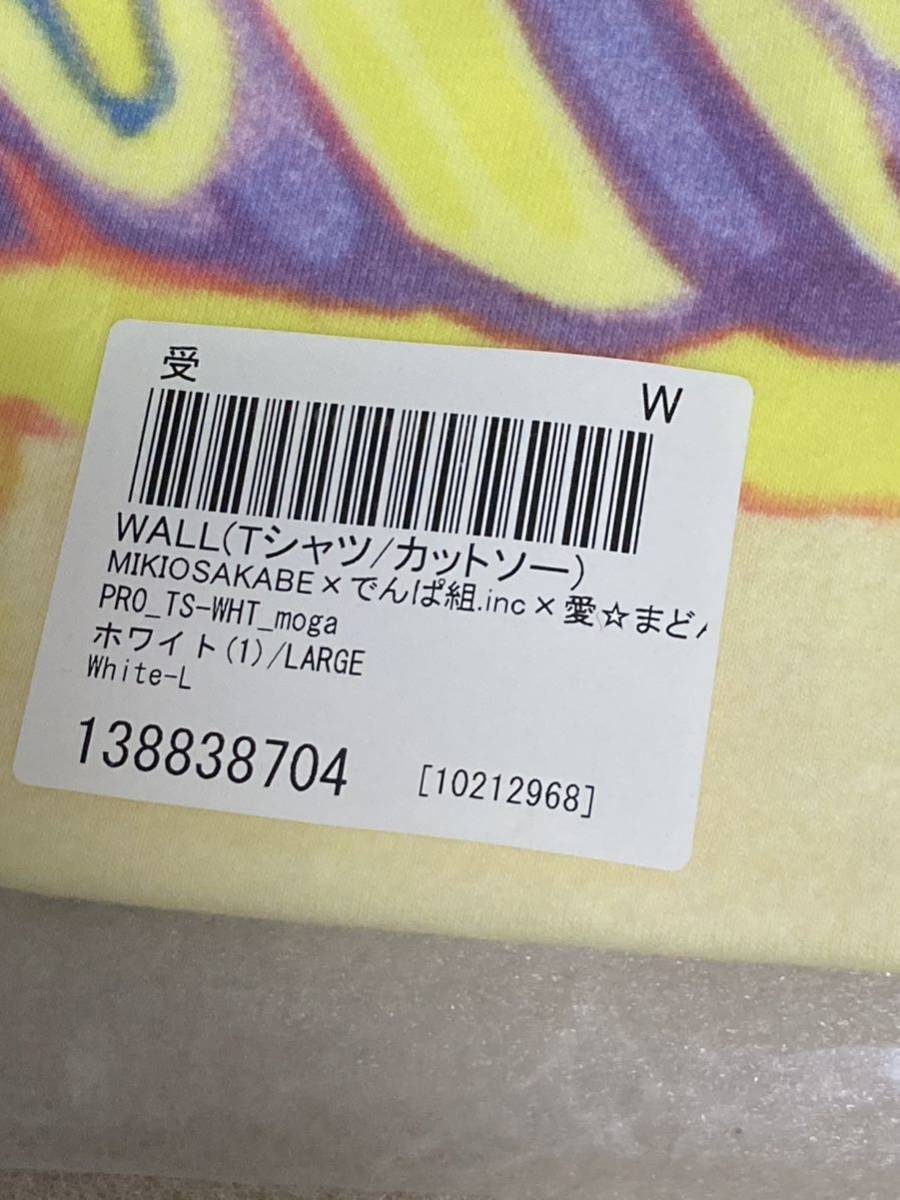 受
W
WALL(Tシャツ/カットソー)
MIKIOSAKABE×でんぱ組.inc×愛☆まど
PRO_TS-WHT_moga
ホワイト(1)/LARGE
White-L
138838704
[10212968]